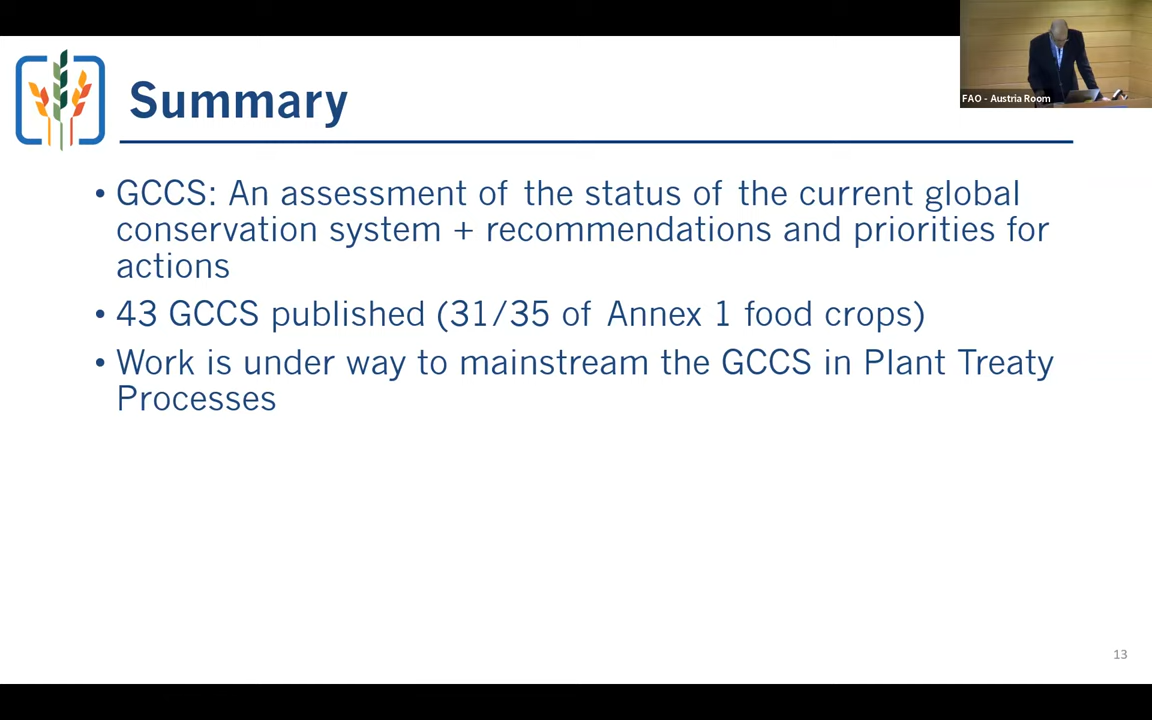 Summary
FAO - Austria Room
• GCCS: An assessment of the status of the current global
conservation system + recommendations and priorities for
actions
• 43 GCCS published (31/35 of Annex 1 food crops)
• Work is under way to mainstream the GCCS in Plant Treaty
Processes
13